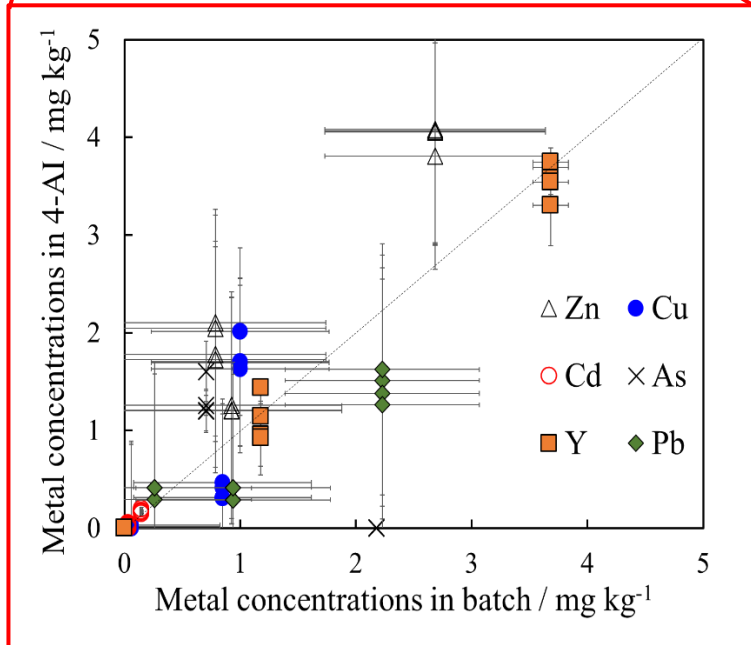 Metal concentrations in 4-AI / mg kg-1
5
4
3
2
1
0
0 1 2 3 4 5
Metal concentrations in batch / mg kg-1
Zn Cu
Cd As
Y Pb